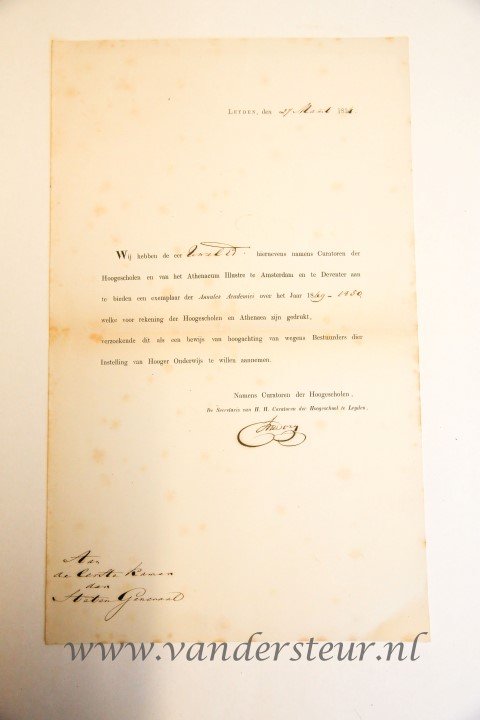 LEYDEN, den 27 Maart 18
Wij hebben de eer hiernevens namens Curatoren der
Hoogescholen en van het Athenaeum Illustre te Amsterdam en te Deventer aan
te bieden een exemplaar der Annales Academici over het Jaar 1849-1850,
welke voor rekening der Hoogescholen en Athenaea zijn gedrukt,
verzoekende dit als een bewijs van hoogachting van wegens Bestuurders dier
Instelling van Hooger Onderwijs te willen aannemen.
Namens Curatoren der Hoogescholen,
De Secretaris van H. H. Curatoren der Hoogeschool te Leyden,
Aan
de Eerste Kamer
der
Staten Generaal
www.vandersteur.nl